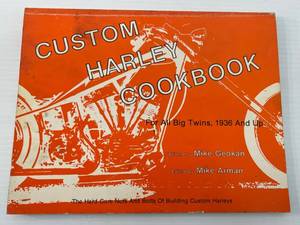 CUSTOM
HARLEY
COOKBOOK
For All Big Twins, 1936 And Up
Mike Geokan
Mike Arman
The Hard Core Nuts And Bolts Of Building Custom Harleys